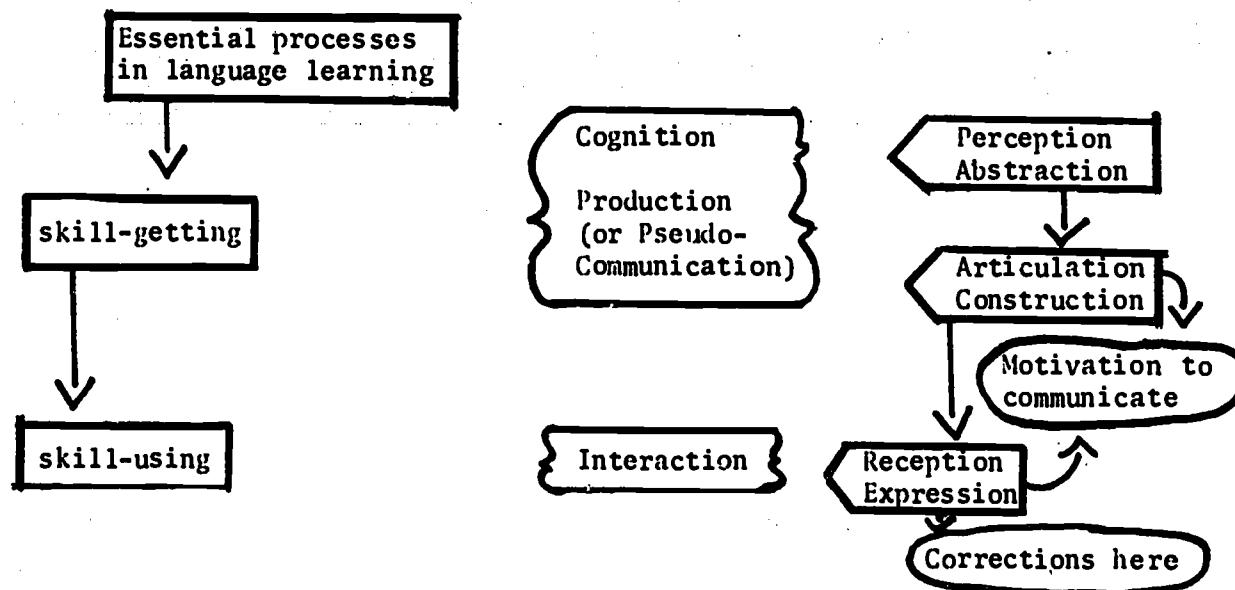 Essential processes
in language learning
skill-getting
skill-using
Cognition
Production
(or Pseudo-
Communication)
Interaction
Perception
Abstraction
Articulation
Construction
Motivation to
communicate
Reception
Expression
Corrections here